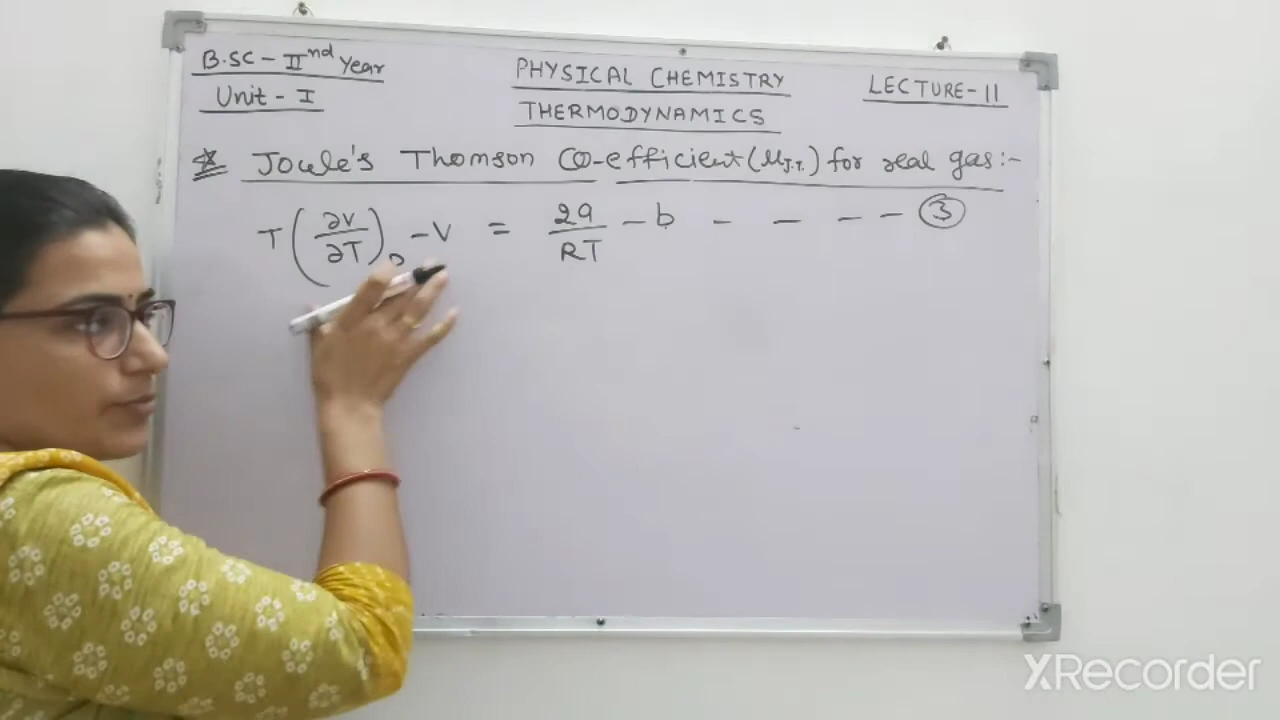 B.SC - IInd Year
Unit - I
PHYSICAL CHEMISTRY
THERMODYNAMICS
LECTURE-11
Joule's Thomson CO-efficient (μJ.T.) for real gas:-
T(∂V/∂T)P - V = 2a/RT - b - - - - ③
XRecorder